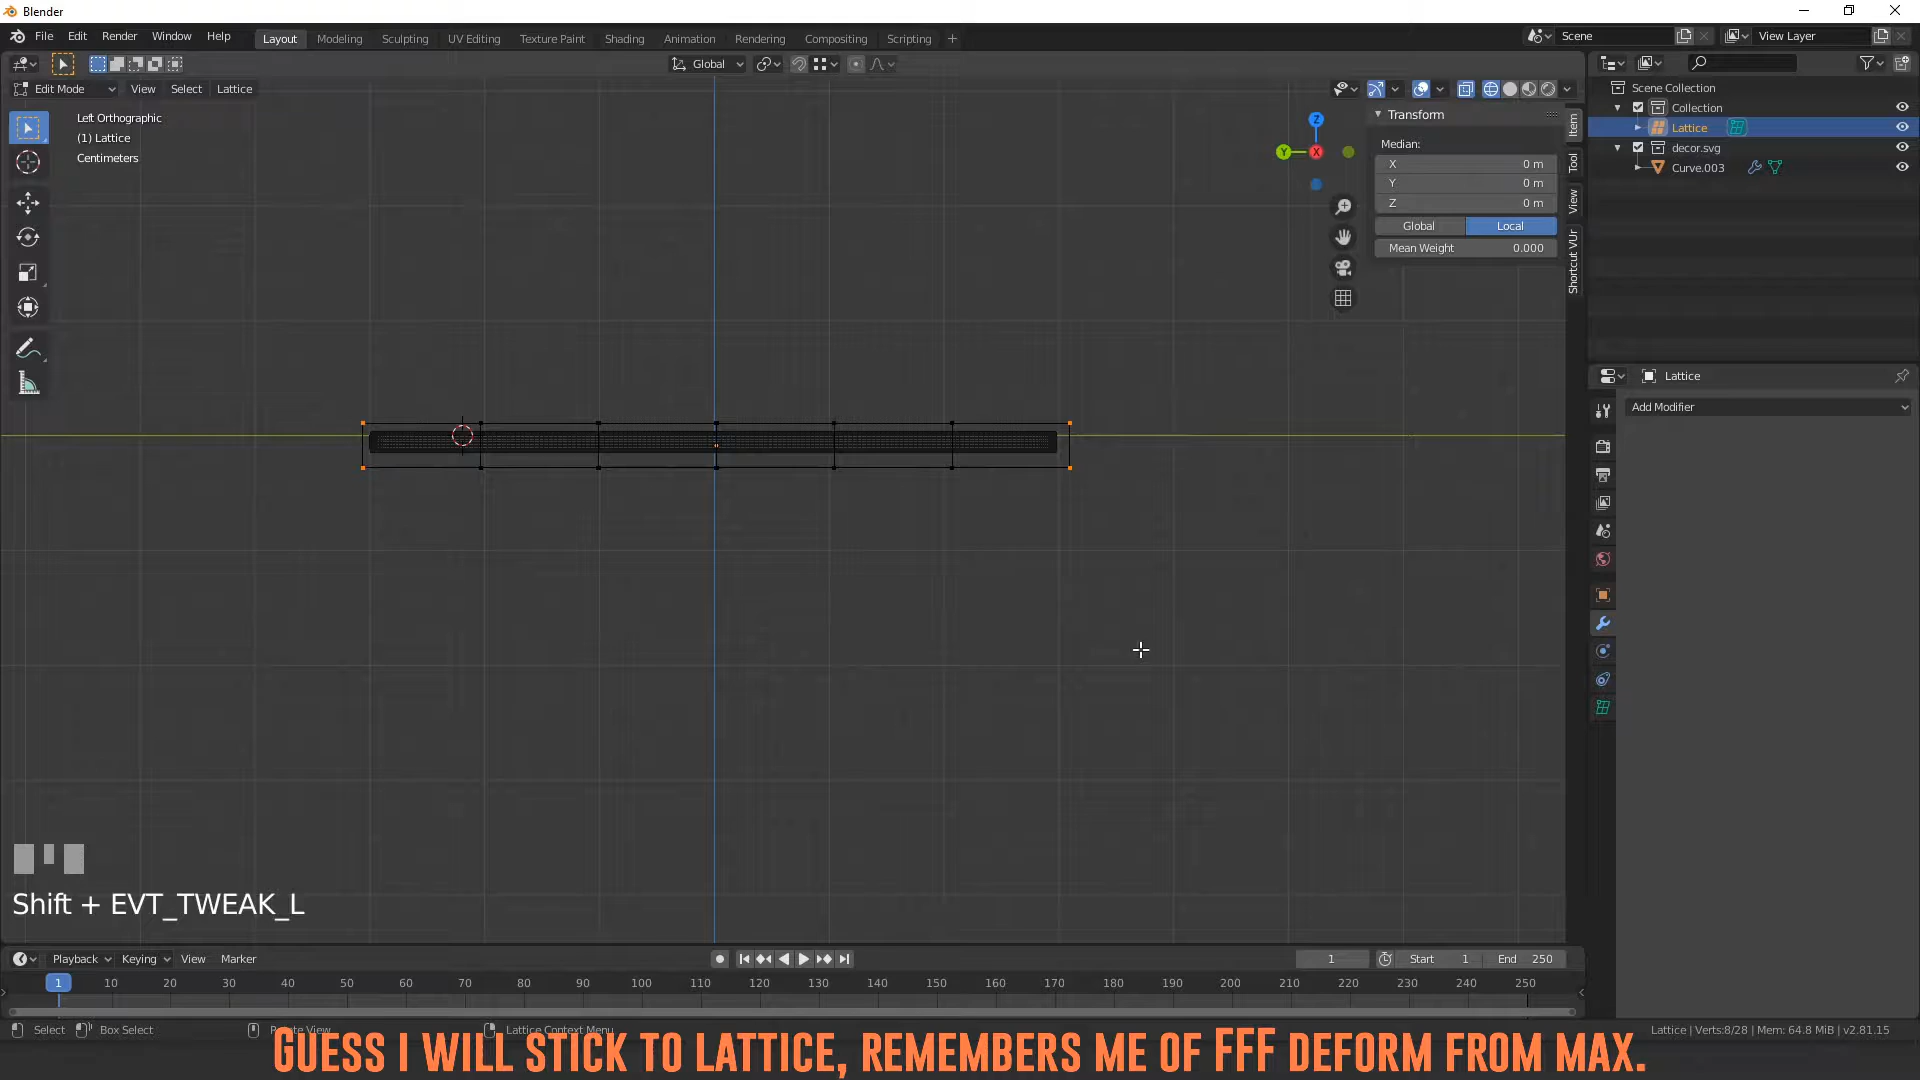 Blender
File Edit Render Window Help
Layout Modeling Sculpting UV Editing Texture Paint Shading Animation Rendering Compositing Scripting +
Scene
View Layer
Global
Edit Mode View Select Lattice
Left Orthographic
(1) Lattice
Centimeters
Z
Y
X
Transform
Median:
X 0 m
Y 0 m
Z 0 m
Global Local
Mean Weight 0.000
Item
Tool
View
Shortcut VUr
Scene Collection
Collection
Lattice
decor.svg
Curve.003
Lattice
Add Modifier
Shift + EVT_TWEAK_L
Playback Keying View Marker
1
Start 1
End 250
1 10 20 30 40 50 60 70 80 90 100 110 120 130 140 150 160 170 180 190 200 210 220 230 240 250
Select Box Select Rotate View Lattice Context Menu
Lattice | Verts:8/28 | Mem: 64.8 MiB | v2.81.15
GUESS I WILL STICK TO LATTICE, REMEMBERS ME OF FFF DEFORM FROM MAX.